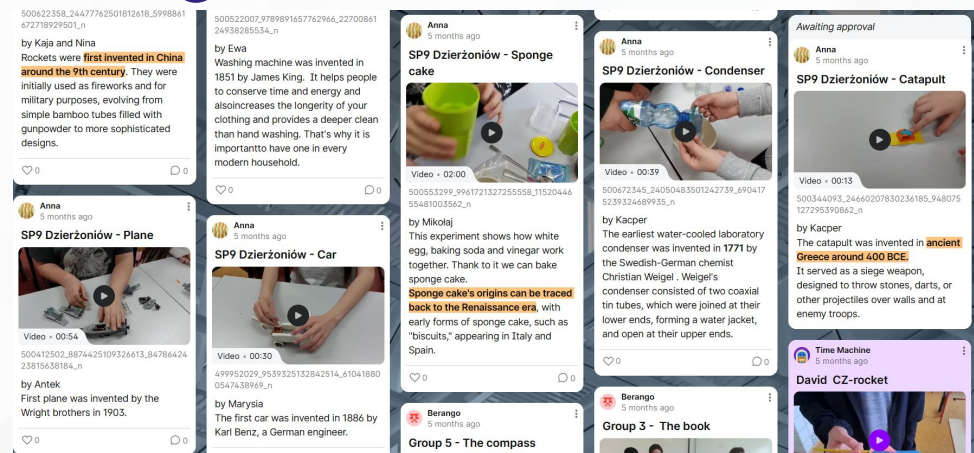 500622358_24477762501812618_5998861
672718929501_n
by Kaja and Nina
Rockets were first invented in China
around the 9th century. They were
initially used as fireworks and for
military purposes, evolving from
simple bamboo tubes filled with
gunpowder to more sophisticated
designs.
0
0
Anna
5 months ago
SP9 Dzierżoniów - Plane
Video • 00:54
500412502_8874425109326613_84786424
23815638184_n
by Antek
First plane was invented by the
Wright brothers in 1903.
0
0
500522007_9789891657762966_22700861
24938285534_n
by Ewa
Washing machine was invented in
1851 by James King. It helps people
to conserve time and energy and
alsoincreases the longerity of your
clothing and provides a deeper clean
than hand washing. That's why it is
importantto have one in every
modern household.
0
0
Anna
5 months ago
SP9 Dzierżoniów - Car
Video • 00:30
499952029_9539325132842514_61041880
0547438969_n
by Marysia
The first car was invented in 1886 by
Karl Benz, a German engineer.
Anna
5 months ago
SP9 Dzierżoniów - Sponge
cake
Video • 02:00
500553299_9961721327255558_11520446
55481003562_n
by Mikołaj
This experiment shows how white
egg, baking soda and vinegar work
together. Thank to it we can bake
sponge cake.
Sponge cake's origins can be traced
back to the Renaissance era, with
early forms of sponge cake, such as
"biscuits," appearing in Italy and
Spain.
0
0
Berango
5 months ago
Group 5 - The compass
Anna
5 months ago
SP9 Dzierżoniów - Condenser
Video • 00:39
500672345_24050483501242739_690417
5239324689935_n
by Kacper
The earliest water-cooled laboratory
condenser was invented in 1771 by
the Swedish-German chemist
Christian Weigel . Weigel's
condenser consisted of two coaxial
tin tubes, which were joined at their
lower ends, forming a water jacket,
and open at their upper ends.
0
0
Berango
5 months ago
Group 3 - The book
Awaiting approval
Anna
5 months ago
SP9 Dzierżoniów - Catapult
Video • 00:13
500344093_24660207830236185_948075
127295390862_n
by Kacper
The catapult was invented in ancient
Greece around 400 BCE.
It served as a siege weapon,
designed to throw stones, darts, or
other projectiles over walls and at
enemy troops.
Time Machine
5 months ago
David CZ-rocket